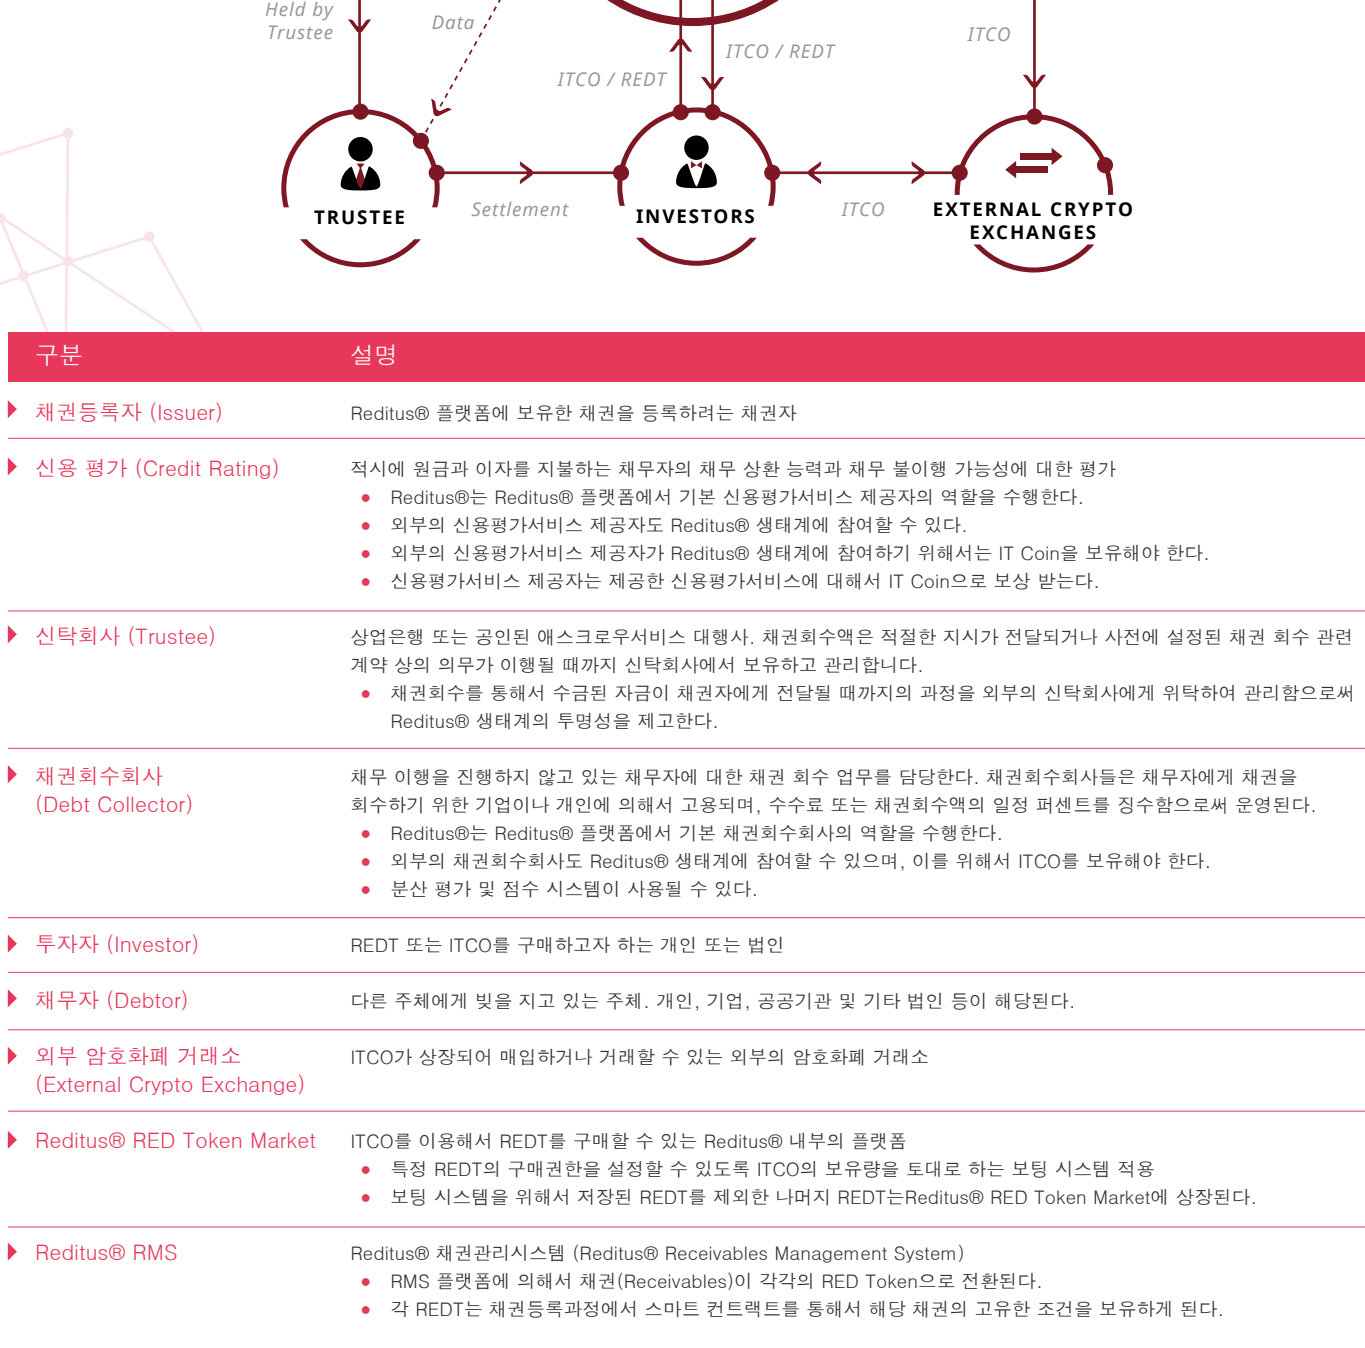 Held by
Trustee
Data
ITCO / REDT
ITCO / REDT
ITCO
TRUSTEE
Settlement
INVESTORS
ITCO
EXTERNAL CRYPTO
EXCHANGES
구분 설명
채권등록자 (Issuer) Reditus® 플랫폼에 보유한 채권을 등록하려는 채권자
신용 평가 (Credit Rating) 적시에 원금과 이자를 지불하는 채무자의 채무 상환 능력과 채무 불이행 가능성에 대한 평가
● Reditus®는 Reditus® 플랫폼에서 기본 신용평가서비스 제공자의 역할을 수행한다.
● 외부의 신용평가서비스 제공자도 Reditus® 생태계에 참여할 수 있다.
● 외부의 신용평가서비스 제공자가 Reditus® 생태계에 참여하기 위해서는 IT Coin을 보유해야 한다.
● 신용평가서비스 제공자는 제공한 신용평가서비스에 대해서 IT Coin으로 보상 받는다.
신탁회사 (Trustee) 상업은행 또는 공인된 애스크로우서비스 대행사. 채권회수액은 적절한 지시가 전달되거나 사전에 설정된 채권 회수 관련
계약 상의 의무가 이행될 때까지 신탁회사에서 보유하고 관리합니다.
● 채권회수를 통해서 수금된 자금이 채권자에게 전달될 때까지의 과정을 외부의 신탁회사에게 위탁하여 관리함으로써
Reditus® 생태계의 투명성을 제고한다.
채권회수회사 채무 이행을 진행하지 않고 있는 채무자에 대한 채권 회수 업무를 담당한다. 채권회수회사들은 채무자에게 채권을
(Debt Collector) 회수하기 위한 기업이나 개인에 의해서 고용되며, 수수료 또는 채권회수액의 일정 퍼센트를 징수함으로써 운영된다.
● Reditus®는 Reditus® 플랫폼에서 기본 채권회수회사의 역할을 수행한다.
● 외부의 채권회수회사도 Reditus® 생태계에 참여할 수 있으며, 이를 위해서 ITCO를 보유해야 한다.
● 분산 평가 및 점수 시스템이 사용될 수 있다.
투자자 (Investor) REDT 또는 ITCO를 구매하고자 하는 개인 또는 법인
채무자 (Debtor) 다른 주체에게 빚을 지고 있는 주체. 개인, 기업, 공공기관 및 기타 법인 등이 해당된다.
외부 암호화폐 거래소 ITCO가 상장되어 매입하거나 거래할 수 있는 외부의 암호화폐 거래소
(External Crypto Exchange)
Reditus® RED Token Market ITCO를 이용해서 REDT를 구매할 수 있는 Reditus® 내부의 플랫폼
● 특정 REDT의 구매권한을 설정할 수 있도록 ITCO의 보유량을 토대로 하는 보팅 시스템 적용
● 보팅 시스템을 위해서 저장된 REDT를 제외한 나머지 REDT는Reditus® RED Token Market에 상장된다.
Reditus® RMS Reditus® 채권관리시스템 (Reditus® Receivables Management System)
● RMS 플랫폼에 의해서 채권(Receivables)이 각각의 RED Token으로 전환된다.
● 각 REDT는 채권등록과정에서 스마트 컨트랙트를 통해서 해당 채권의 고유한 조건을 보유하게 된다.